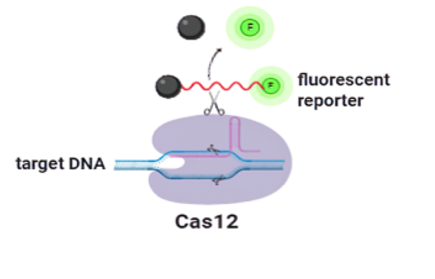 F
F
fluorescent
reporter
target DNA
Cas12